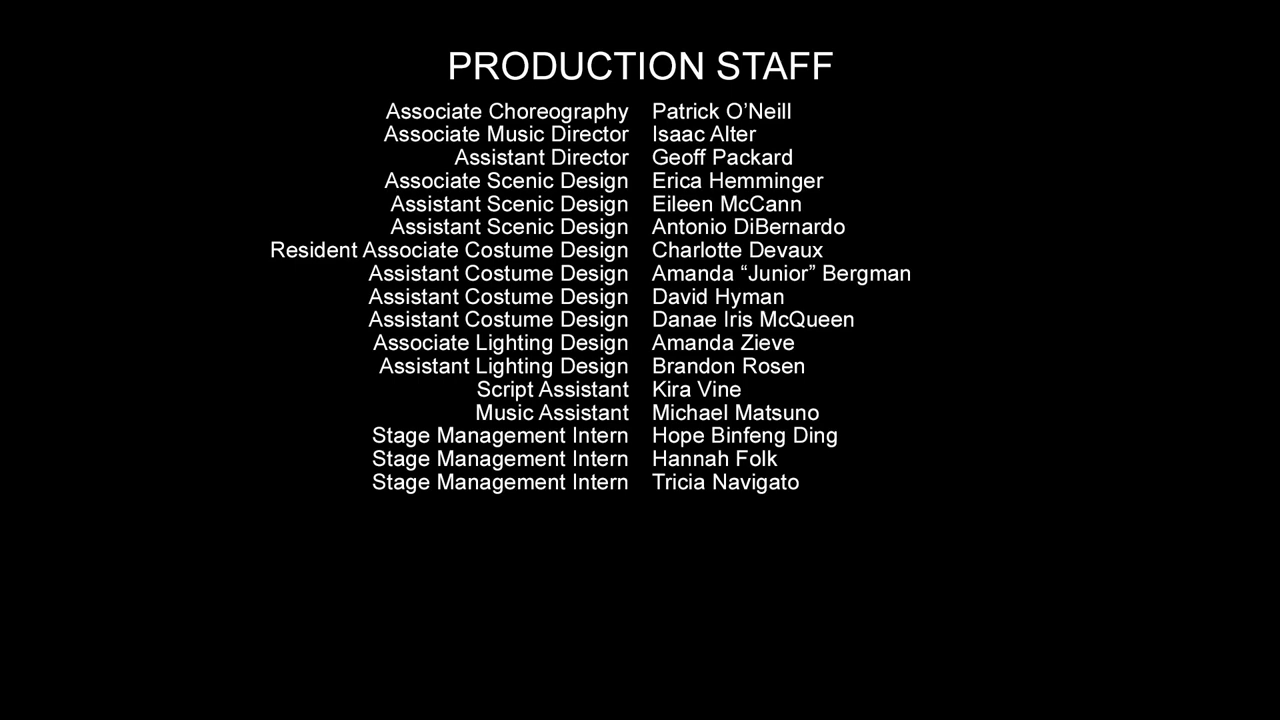 PRODUCTION STAFF
Associate Choreography Patrick O’Neill
Associate Music Director Isaac Alter
Assistant Director Geoff Packard
Associate Scenic Design Erica Hemminger
Assistant Scenic Design Eileen McCann
Assistant Scenic Design Antonio DiBernardo
Resident Associate Costume Design Charlotte Devaux
Assistant Costume Design Amanda “Junior” Bergman
Assistant Costume Design David Hyman
Assistant Costume Design Danae Iris McQueen
Associate Lighting Design Amanda Zieve
Assistant Lighting Design Brandon Rosen
Script Assistant Kira Vine
Music Assistant Michael Matsuno
Stage Management Intern Hope Binfeng Ding
Stage Management Intern Hannah Folk
Stage Management Intern Tricia Navigato